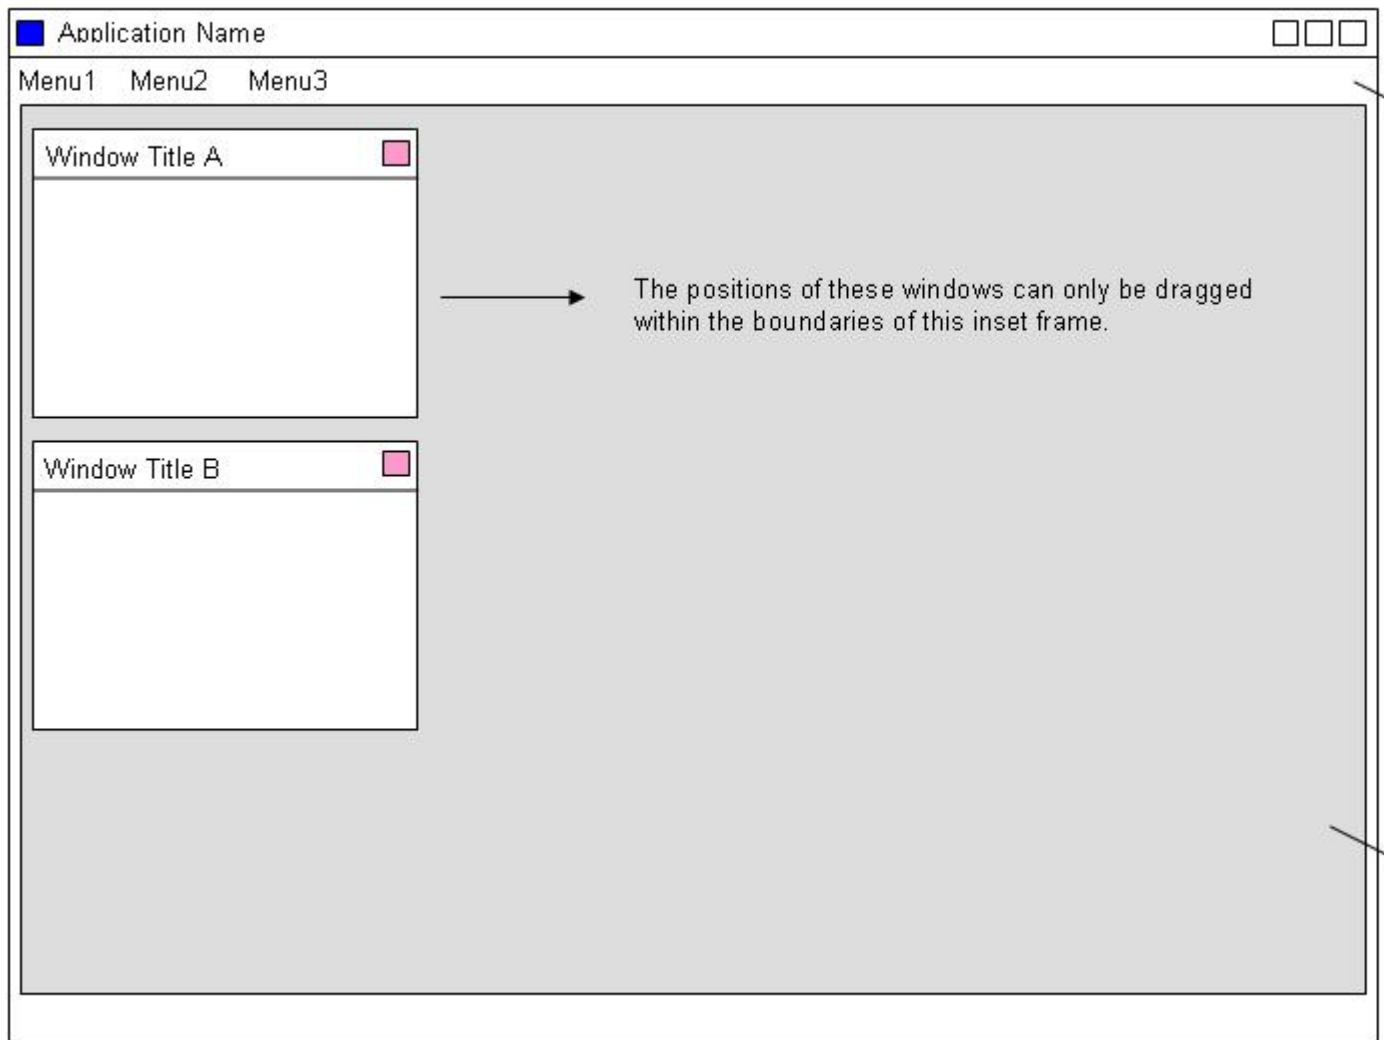 Application Name
Menu1 Menu2 Menu3
Window Title A
The positions of these windows can only be dragged
within the boundaries of this inset frame.
Window Title B